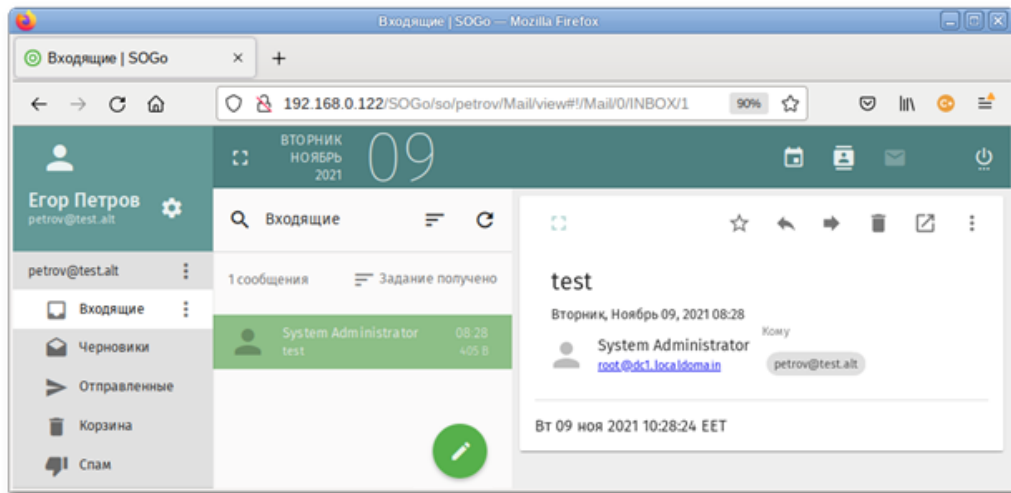 Входящие | SOGo — Mozilla Firefox
Входящие | SOGo
192.168.0.122/SOGo/so/petrov/Mail/view#!/Mail/0/INBOX/1 90%
ВТОРНИК
НОЯБРЬ
2021
09
Егор Петров
petrov@test.alt
petrov@test.alt
Входящие
Черновики
Отправленные
Корзина
Спам
Входящие
1 сообщения Задание получено
System Administrator 08:28
test 405 B
test
Вторник, Ноябрь 09, 2021 08:28
Кому
System Administrator
root@dc1.localdomain petrov@test.alt
Вт 09 ноя 2021 10:28:24 EET